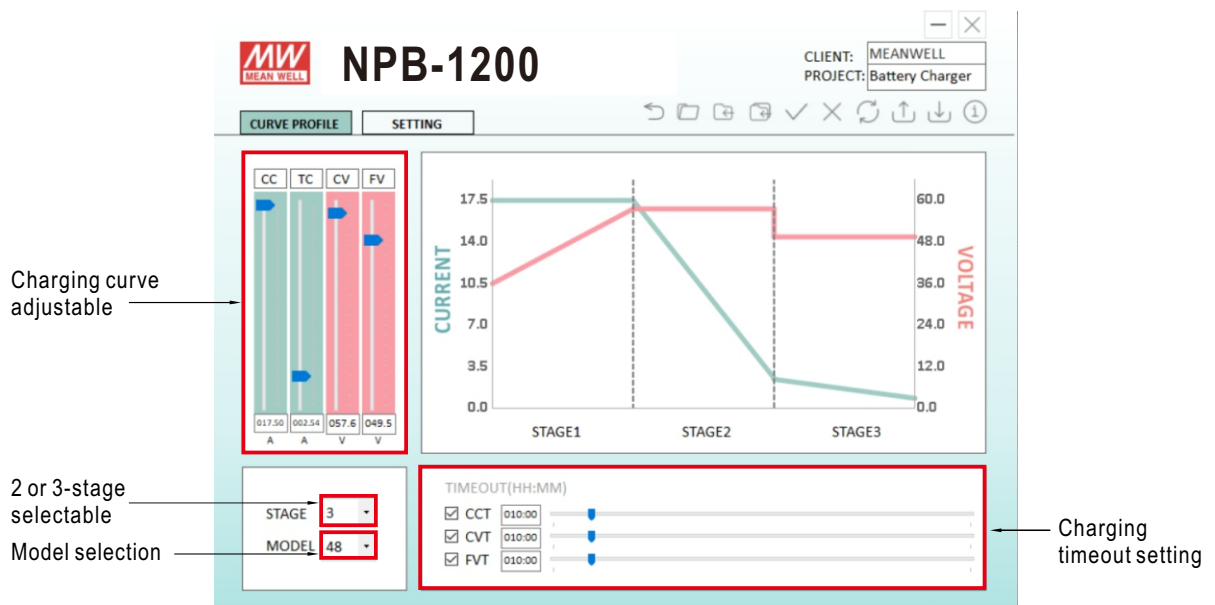 MW
MEAN WELL
NPB-1200
CLIENT: MEANWELL
PROJECT: Battery Charger
CURVE PROFILE
SETTING
CC TC CV FV
017.50 002.54 057.6 049.5
A A V V
Charging curve
adjustable
CURRENT
17.5
14.0
10.5
7.0
3.5
0.0
60.0
48.0
36.0
24.0
12.0
0.0
VOLTAGE
STAGE1 STAGE2 STAGE3
2 or 3-stage
selectable
Model selection
STAGE 3
MODEL 48
TIMEOUT(HH:MM)
CCT 010:00
CVT 010:00
FVT 010:00
Charging
timeout setting